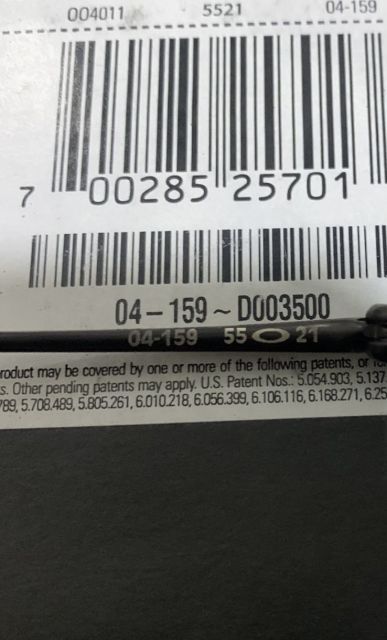 004011 5521 04-159
7 00285 25701
04-159~D003500
04-159 55 21
roduct may be covered by one or more of the following patents, or
s. Other pending patents may apply. U.S. Patent Nos.: 5.054.903, 5.137
789, 5.708.489, 5.805.261, 6.010.218, 6.056.399, 6.106.116, 6.168.271, 6.25